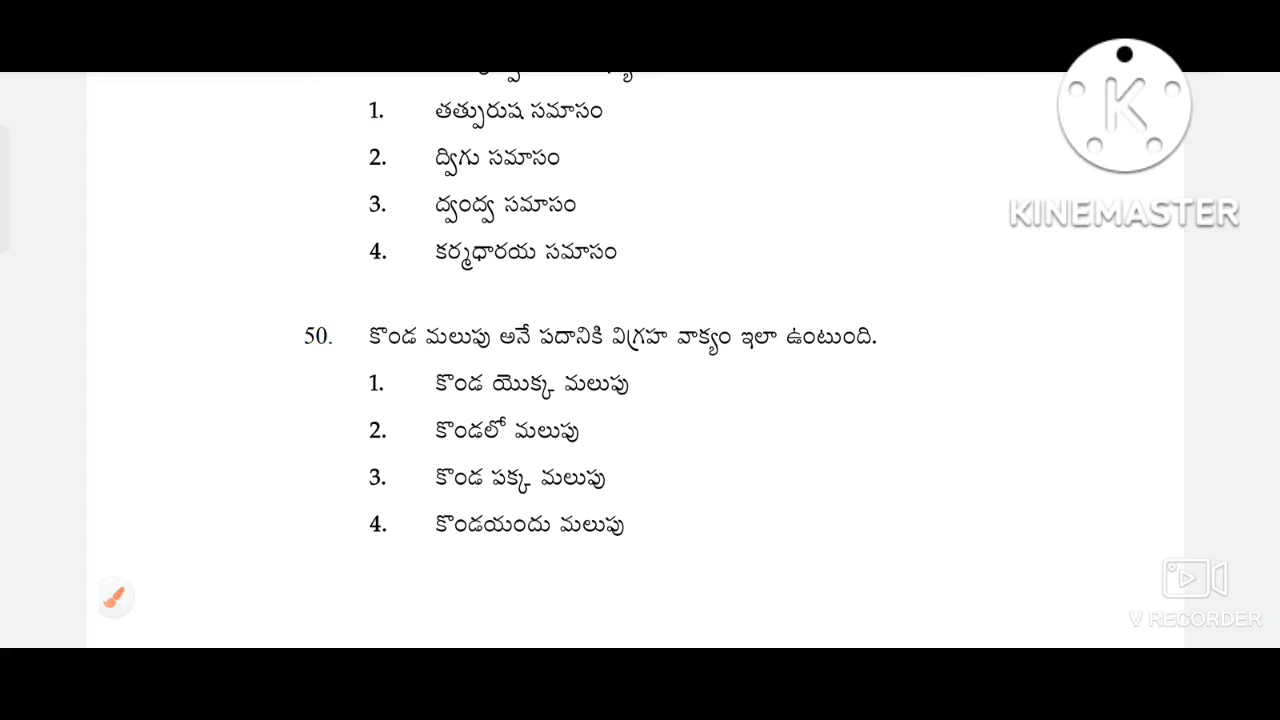 1. తత్పురుష సమాసం
2. ద్విగు సమాసం
3. ద్వంద్వ సమాసం
4. కర్మధారయ సమాసం
KINEMASTER
50. కొండ మలుపు అనే పదానికి విగ్రహ వాక్యం ఇలా ఉంటుంది.
1. కొండ యొక్క మలుపు
2. కొండలో మలుపు
3. కొండ పక్క మలుపు
4. కొండయందు మలుపు
V RECORDER